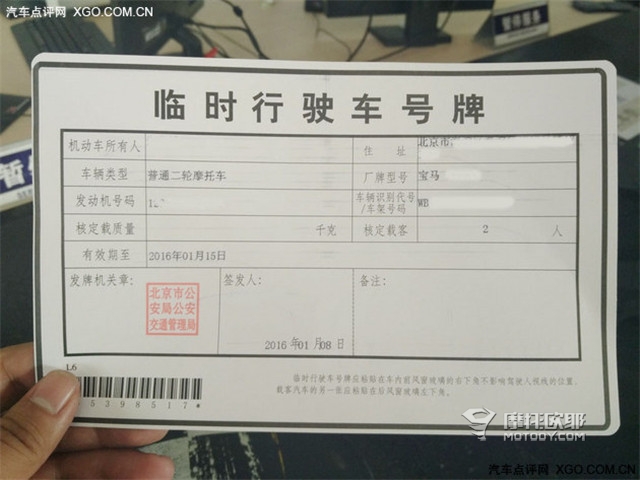 汽车点评网 XGO.COM.CN
临时行驶车号牌
机动车所有人
住 址 北京市
车辆类型 普通二轮摩托车 厂牌型号 宝马
发动机号码 1 车辆识别代号/车架号码 WB
核定载质量 千克 核定载客 2 人
有效期至 2016年01月15日
发牌机关章: 签发人: 备注:
北京市公
安局公安
交通管理局
2016年01月08日
L6
5398517*
临时行驶车号牌应粘贴在车内前风窗玻璃的右下角不影响驾驶人视线的位置,
载客汽车的另一张应粘贴在后风窗玻璃左下角。
摩托欧耶
MOTOOY.COM
汽车点评网 XGO.COM.CN